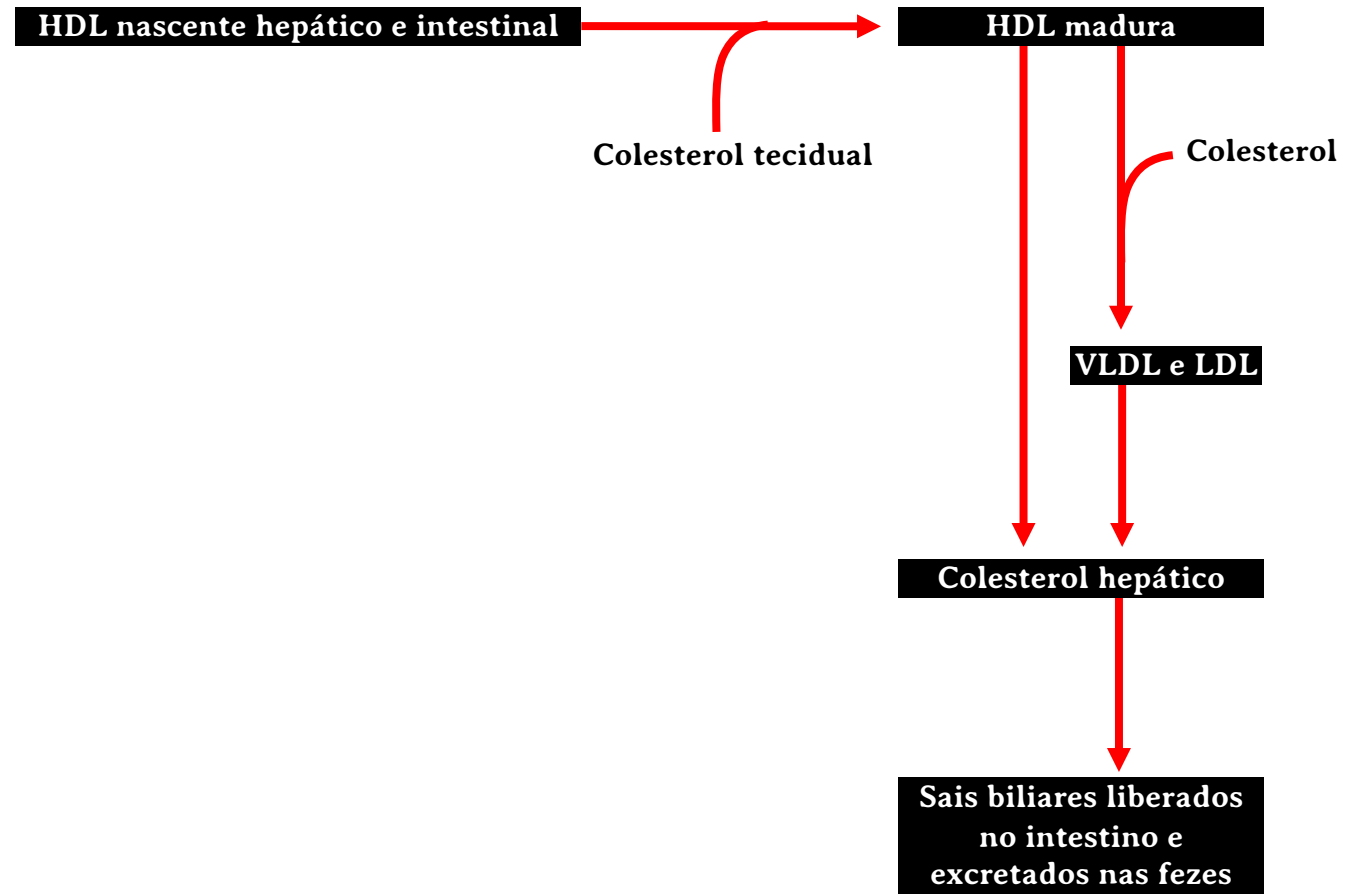 HDL nascente hepático e intestinal
HDL madura
Colesterol tecidual
Colesterol
VLDL e LDL
Colesterol hepático
Sais biliares liberados
no intestino e
excretados nas fezes